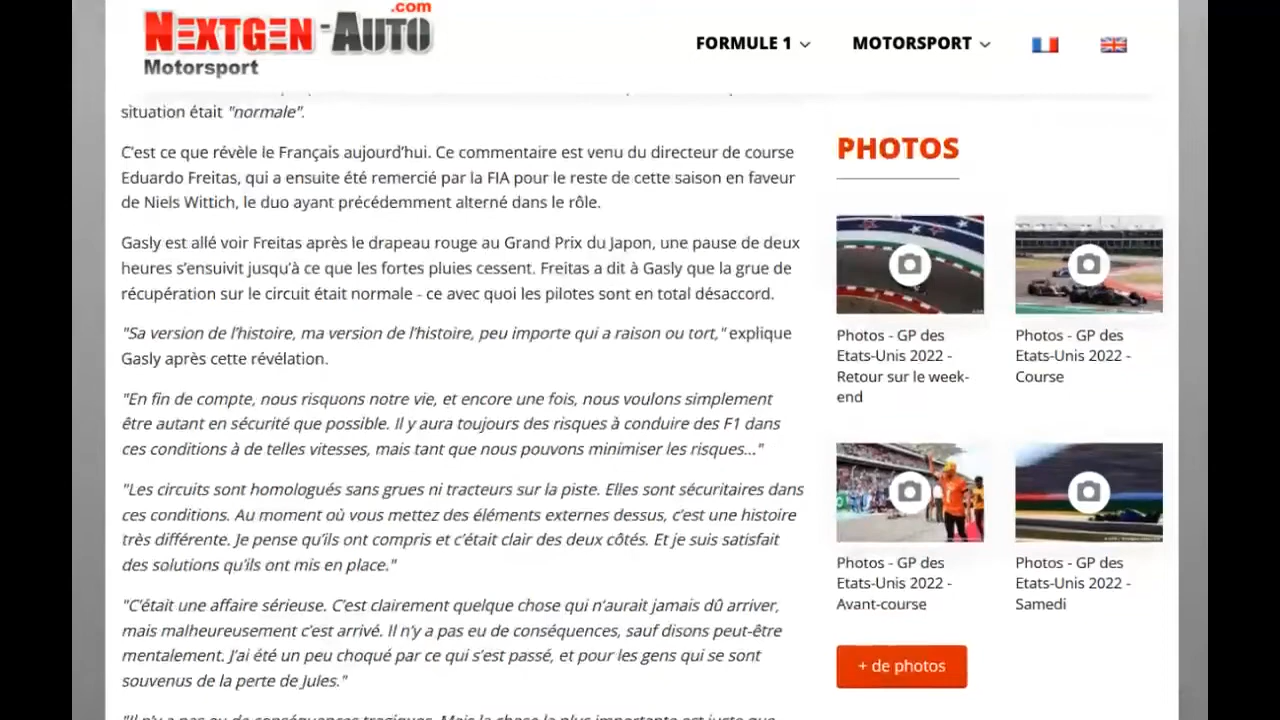 NEXTGEN-AUTO
.com
Motorsport
FORMULE 1
MOTORSPORT
situation était "normale".
C'est ce que révèle le Français aujourd'hui. Ce commentaire est venu du directeur de course
Eduardo Freitas, qui a ensuite été remercié par la FIA pour le reste de cette saison en faveur
de Niels Wittich, le duo ayant précédemment alterné dans le rôle.
Gasly est allé voir Freitas après le drapeau rouge au Grand Prix du Japon, une pause de deux
heures s'ensuivit jusqu'à ce que les fortes pluies cessent. Freitas a dit à Gasly que la grue de
récupération sur le circuit était normale - ce avec quoi les pilotes sont en total désaccord.
"Sa version de l'histoire, ma version de l'histoire, peu importe qui a raison ou tort," explique
Gasly après cette révélation.
"En fin de compte, nous risquons notre vie, et encore une fois, nous voulons simplement
être autant en sécurité que possible. Il y aura toujours des risques à conduire des F1 dans
ces conditions à de telles vitesses, mais tant que nous pouvons minimiser les risques..."
"Les circuits sont homologués sans grues ni tracteurs sur la piste. Elles sont sécuritaires dans
ces conditions. Au moment où vous mettez des éléments externes dessus, c'est une histoire
très différente. Je pense qu'ils ont compris et c'était clair des deux côtés. Et je suis satisfait
des solutions qu'ils ont mis en place."
"C'était une affaire sérieuse. C'est clairement quelque chose qui n'aurait jamais dû arriver,
mais malheureusement c'est arrivé. Il n'y a pas eu de conséquences, sauf disons peut-être
mentalement. J'ai été un peu choqué par ce qui s'est passé, et pour les gens qui se sont
souvenus de la perte de Jules."
"Il n'y a pas eu de conséquences tragiques. Mais la chose la plus importante est juste que
PHOTOS
Photos - GP des
Etats-Unis 2022 -
Retour sur le week-
end
Photos - GP des
Etats-Unis 2022 -
Course
Photos - GP des
Etats-Unis 2022 -
Avant-course
Photos - GP des
Etats-Unis 2022 -
Samedi
+ de photos